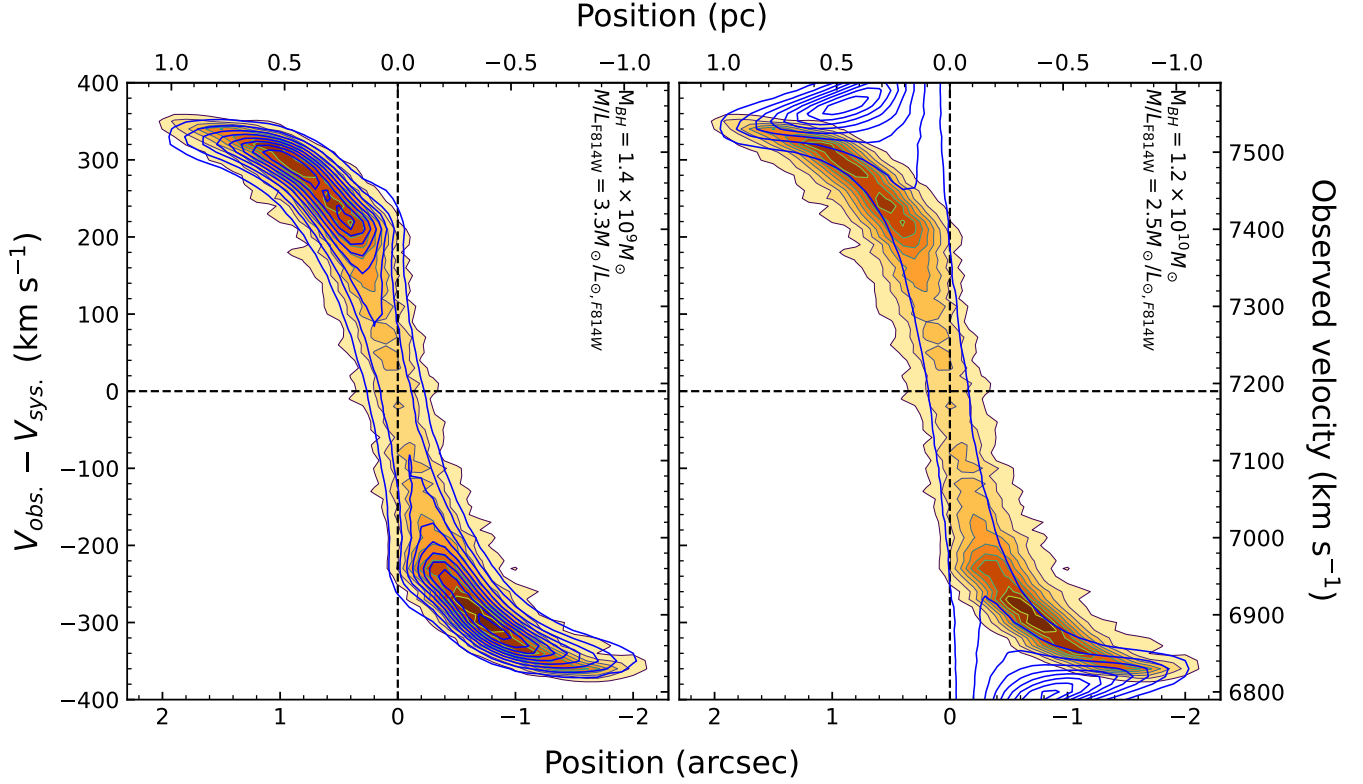 Position (pc)
1.0 0.5 0.0 −0.5 −1.0
1.0 0.5 0.0 −0.5 −1.0
400
300
200
100
0
−100
−200
−300
−400
V_obs. − V_sys. (km s⁻¹)
M_BH = 1.4 × 10⁹M_⊙
M/L_F814W = 3.3M_⊙/L_⊙,F814W
M_BH = 1.2 × 10¹⁰M_⊙
M/L_F814W = 2.5M_⊙/L_⊙,F814W
7500
7400
7300
7200
7100
7000
6900
6800
Observed velocity (km s⁻¹)
2 1 0 −1 −2
2 1 0 −1 −2
Position (arcsec)